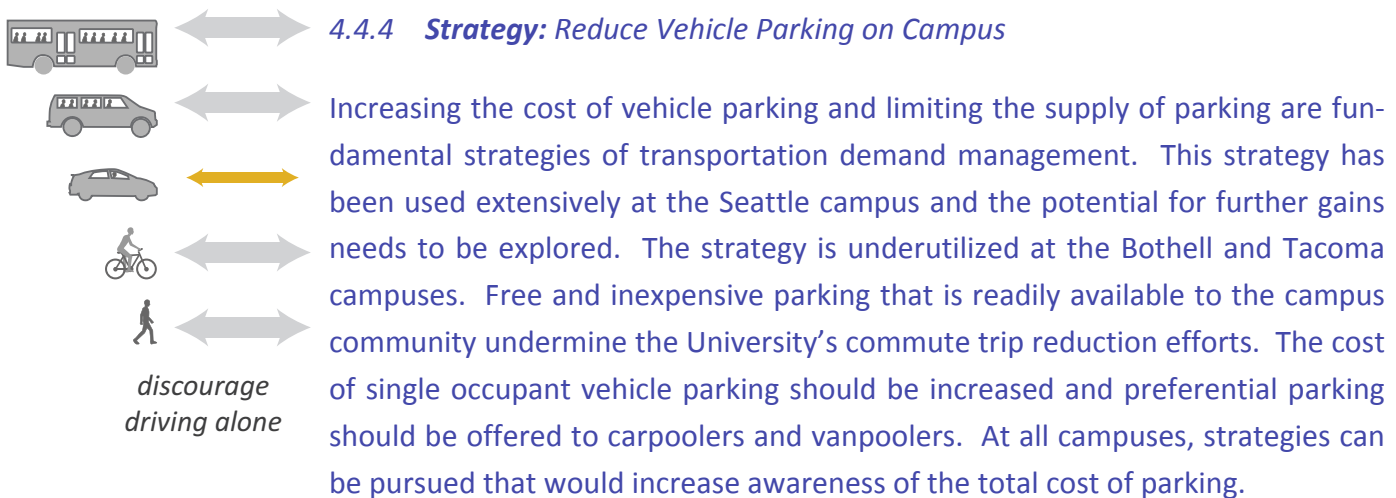 4.4.4 Strategy: Reduce Vehicle Parking on Campus
Increasing the cost of vehicle parking and limiting the supply of parking are fun-
damental strategies of transportation demand management. This strategy has
been used extensively at the Seattle campus and the potential for further gains
needs to be explored. The strategy is underutilized at the Bothell and Tacoma
campuses. Free and inexpensive parking that is readily available to the campus
community undermine the University’s commute trip reduction efforts. The cost
of single occupant vehicle parking should be increased and preferential parking
should be offered to carpoolers and vanpoolers. At all campuses, strategies can
be pursued that would increase awareness of the total cost of parking.
discourage
driving alone